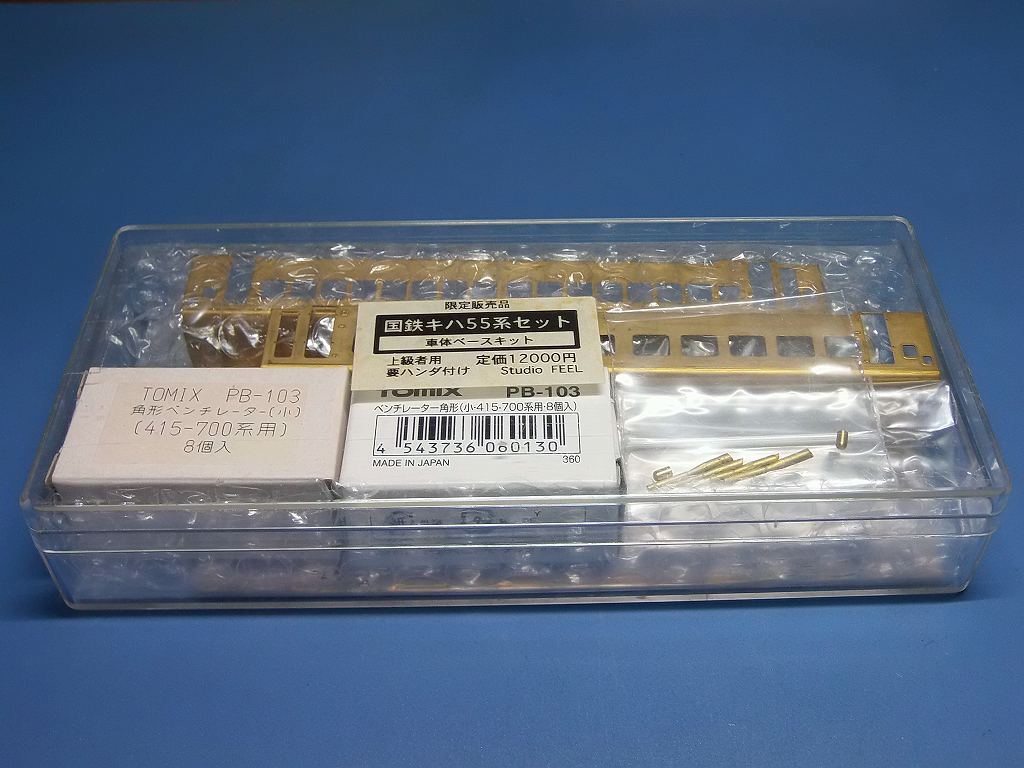 限定販売品
国鉄キハ55系セット
車体ベースキット
上級者用 定価12000円
要ハンダ付け Studio FEEL
TOMIX PB-103
角形ベンチレーター(小)
(415-700系用)
8個入
TOMIX PB-103
ベンチレーター角形(小・415-700系用・8個入)
4 543736 060130
MADE IN JAPAN 360